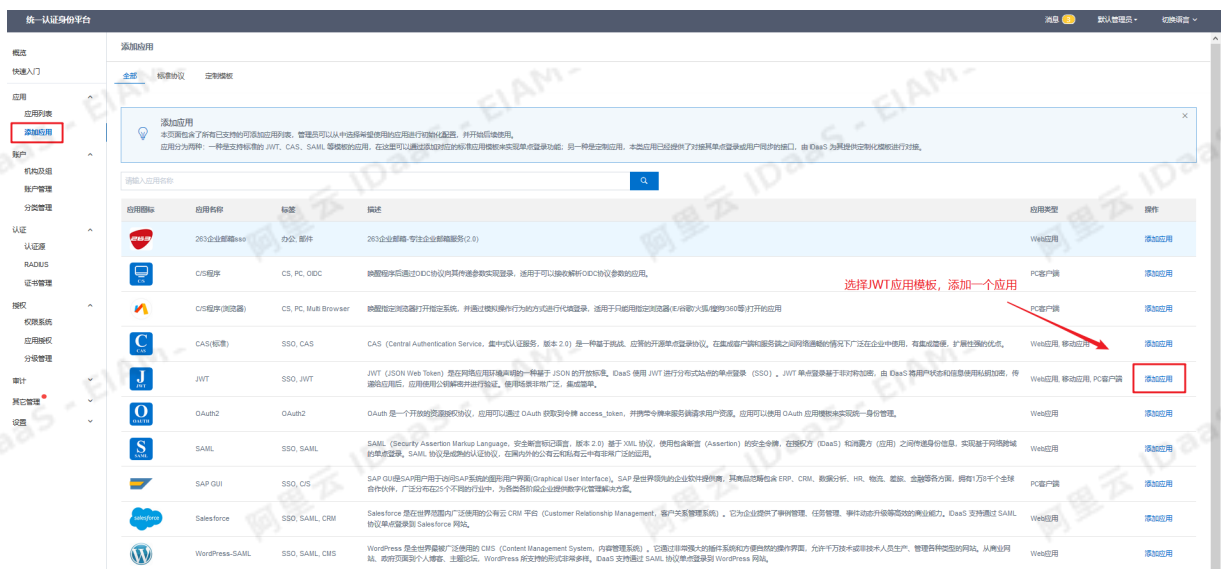 统一认证身份平台
消息 3 默认管理员 切换语言
概览
快速入门
应用
应用列表
添加应用
账户
机构及组
账户管理
分类管理
认证
认证源
RADIUS
证书管理
授权
权限系统
应用授权
分级管理
审计
其它管理
设置
添加应用
全部 标准协议 定制模板
添加应用
本页面包含了所有已支持的可添加应用列表，管理员可以从中选择希望使用的应用进行初始化配置，并开始后续使用。
应用分为两种：一种是支持标准的 JWT、CAS、SAML 等模板的应用，在这里可以通过添加对应的标准应用模板来实现单点登录功能；另一种是定制应用，本类应用已经提供了对接其单点登录或用户同步的接口，由 IDaaS 为其提供定制化模板进行对接。
请输入应用名称
应用图标 应用名称 标签 描述 应用类型 操作
263 263企业邮箱sso 办公, 邮件 263企业邮箱-专注企业邮箱服务(2.0) Web应用 添加应用
CS C/S程序 CS, PC, OIDC 唤醒程序后通过OIDC协议向其传递参数实现登录，适用于可以接收解析OIDC协议参数的应用。 PC客户端 添加应用
选择JWT应用模板，添加一个应用
C/S程序(浏览器) CS, PC, Multi Browser 唤醒指定浏览器打开指定系统，并通过模拟操作行为的方式进行代填登录，适用于只能用指定浏览器(IE/谷歌/火狐/搜狗/360等)打开的应用 PC客户端 添加应用
C CAS CAS(标准) SSO, CAS CAS（Central Authentication Service，集中式认证服务，版本 2.0）是一种基于挑战、应答的开源单点登录协议。在集成客户端和服务端之间网络通畅的情况下广泛在企业中使用，有集成简便，扩展性强的优点。 Web应用, 移动应用 添加应用
J JWT JWT SSO, JWT JWT（JSON Web Token）是在网络应用环境声明的一种基于 JSON 的开放标准。IDaaS 使用 JWT 进行分布式站点的单点登录 （SSO）。JWT 单点登录基于非对称加密，由 IDaaS 将用户状态和信息使用私钥加密，传
递给应用后，应用使用公钥解密并进行验证。使用场景非常广泛，集成简单。 Web应用, 移动应用, PC客户端 添加应用
O OAUTH OAuth2 OAuth2 OAuth 是一个开放的资源授权协议，应用可以通过 OAuth 获取到令牌 access_token，并携带令牌来服务端请求用户资源。应用可以使用 OAuth 应用模板来实现统一身份管理。 Web应用 添加应用
S SAML SAML SSO, SAML SAML（Security Assertion Markup Language，安全断言标记语言，版本 2.0）基于 XML 协议，使用包含断言（Assertion）的安全令牌，在授权方（IDaaS）和消费方（应用）之间传递身份信息，实现基于网络跨域
的单点登录。SAML 协议是成熟的认证协议，在国内外的公有云和私有云中有非常广泛的运用。 Web应用 添加应用
SAP GUI SSO, C/S SAP GUI是SAP用户用于访问SAP系统的图形用户界面(Graphical User Interface)。SAP 是世界领先的企业软件提供商，其商品范畴包含 ERP、CRM、数据分析、HR、物流、差旅、金融等各方面，拥有1万8千个全球
合作伙伴，广泛分布在25个不同的行业中，为各类各阶段企业提供数字化管理解决方案。 PC客户端 添加应用
salesforce Salesforce SSO, SAML, CRM Salesforce 是在世界范围内广泛使用的公有云 CRM 平台（Customer Relationship Management，客户关系管理系统）。它为企业提供了事例管理、任务管理、事件动态升级等高效的商业能力。IDaaS 支持通过 SAML
协议单点登录到 Salesforce 网站。 Web应用 添加应用
WordPress-SAML SSO, SAML, CMS WordPress 是全世界最被广泛使用的 CMS（Content Management System，内容管理系统）。它通过非常强大的插件系统和方便自然的操作界面，允许千万技术或非技术人员生产、管理各种类型的网站。从商业网
站、政府页面到个人博客、主题论坛，WordPress 所支持的形式非常多样。IDaaS 支持通过 SAML 协议单点登录到 WordPress 网站。 Web应用 添加应用
阿里云 IDaaS - EIAM